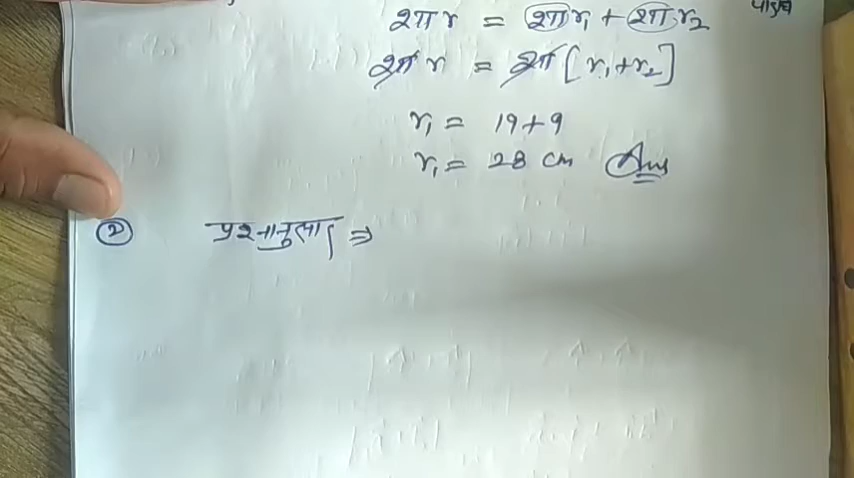 2πr = 2πr₁ + 2πr₂
2πr = 2π[r₁+r₂]
r₁ = 19+9
r₁ = 28 cm Ans
② प्रश्नानुसार ⇒